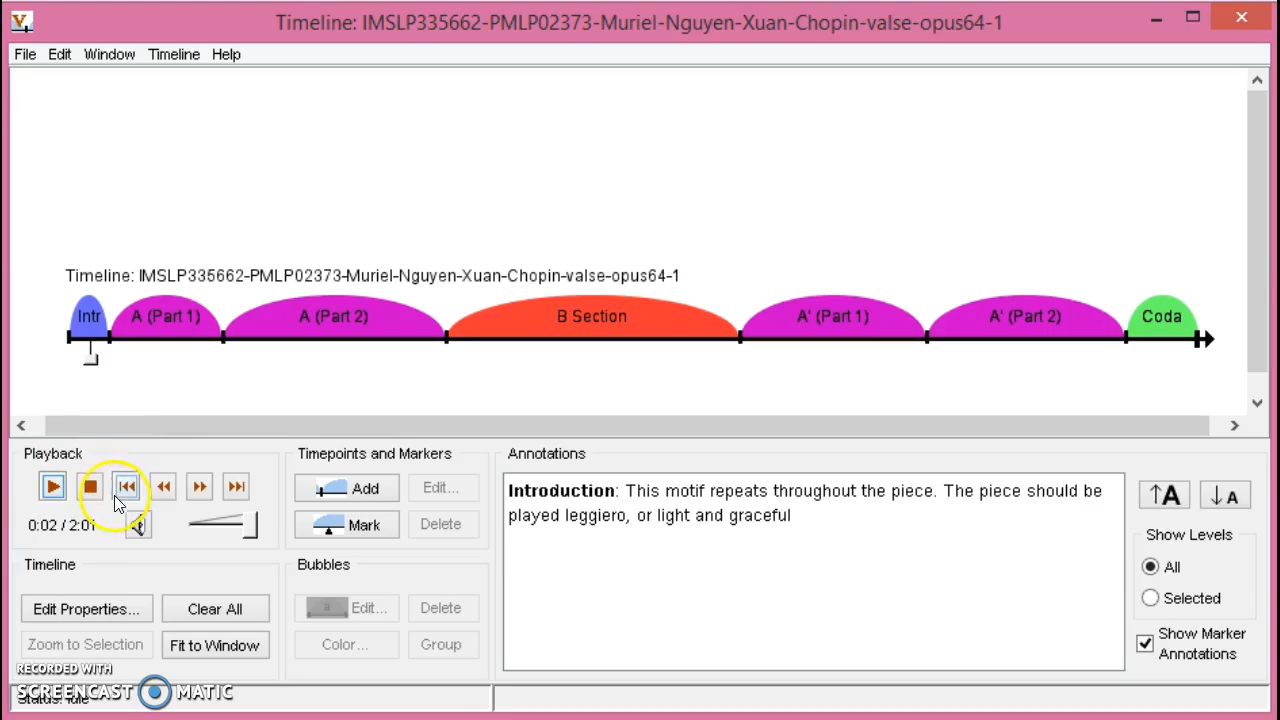 Timeline: IMSLP335662-PMLP02373-Muriel-Nguyen-Xuan-Chopin-valse-opus64-1
File Edit Window Timeline Help
Timeline: IMSLP335662-PMLP02373-Muriel-Nguyen-Xuan-Chopin-valse-opus64-1
Intr A (Part 1) A (Part 2) B Section A' (Part 1) A' (Part 2) Coda
Playback
0:02 / 2:01
Timepoints and Markers
Add Edit...
Mark Delete
Annotations
Introduction: This motif repeats throughout the piece. The piece should be
played leggiero, or light and graceful
A A
Show Levels
All
Selected
Show Marker
Annotations
Timeline
Edit Properties... Clear All
Zoom to Selection Fit to Window
Bubbles
a Edit... Delete
Color... Group
RECORDED WITH
SCREENCAST MATIC
Status: Idle